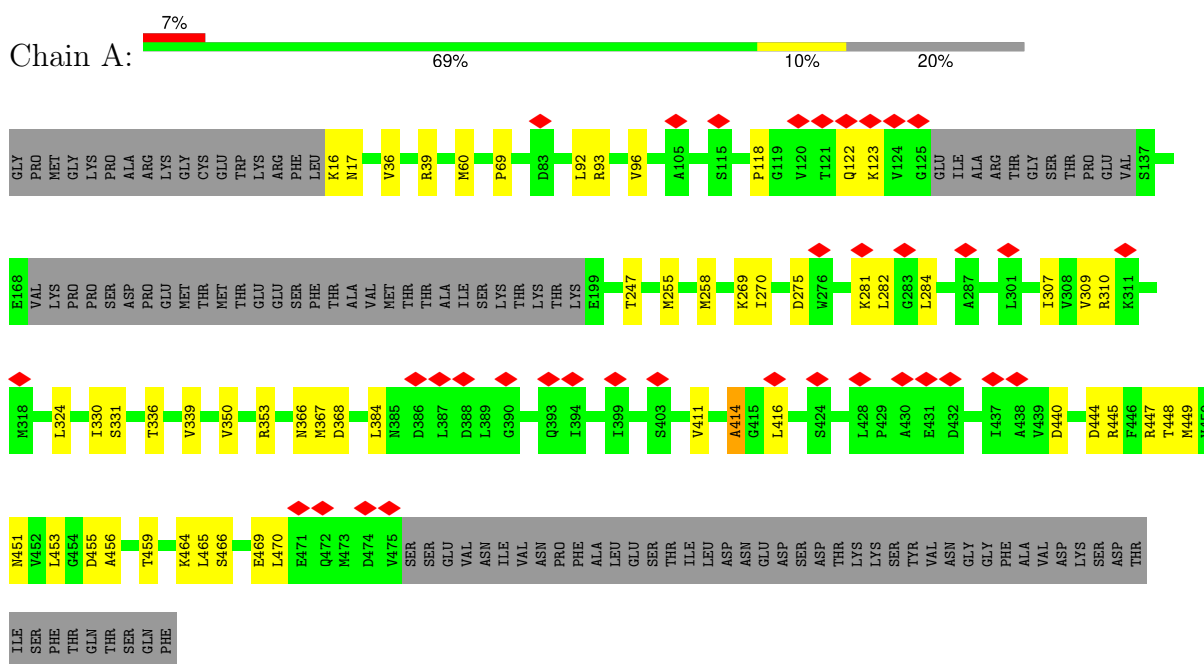 7%
Chain A:
69% 10% 20%
GLY PRO MET GLY LYS PRO PRO ALA ARG LYS GLY CYS GLU TRP LYS ARG PHE LEU K16 N17 V36 R39 M60 P69 D83 L92 R93 V96 A105 S115 P118 G119 V120 T121 Q122 K123 V124 G125 GLU ILE ALA ARG THR GLY SER THR PRO GLU VAL S137
E168 VAL LYS PRO PRO SER ASP PRO GLU MET THR MET THR GLU GLU SER PHE THR ALA VAL MET THR THR ALA ILE SER LYS THR LYS THR LYS E199 T247 M255 M258 K269 I270 D275 W276 K281 L282 G283 L284 A287 L301 I307 V308 V309 R310 K311
M318 L324 I330 S331 T336 V339 V350 R353 N366 M367 D368 L384 N385 D386 L387 D388 L389 G390 Q393 I394 I399 S403 V411 A414 G415 L416 S424 L428 P429 A430 E431 D432 I437 A438 V439 D440 D444 R445 F446 R447 T448 M449
N451 V452 L453 G454 D455 A456 T459 K464 L465 S466 E469 L470 E471 Q472 M473 D474 V475 SER SER GLU VAL ASN ILE VAL ASN PRO PHE ALA LEU GLU SER THR ILE LEU ASP ASN GLU ASP SER ASP THR LYS LYS SER TYR VAL ASN GLY GLY PHE ALA VAL ASP LYS SER ASP THR
ILE SER PHE THR GLN THR SER GLN PHE